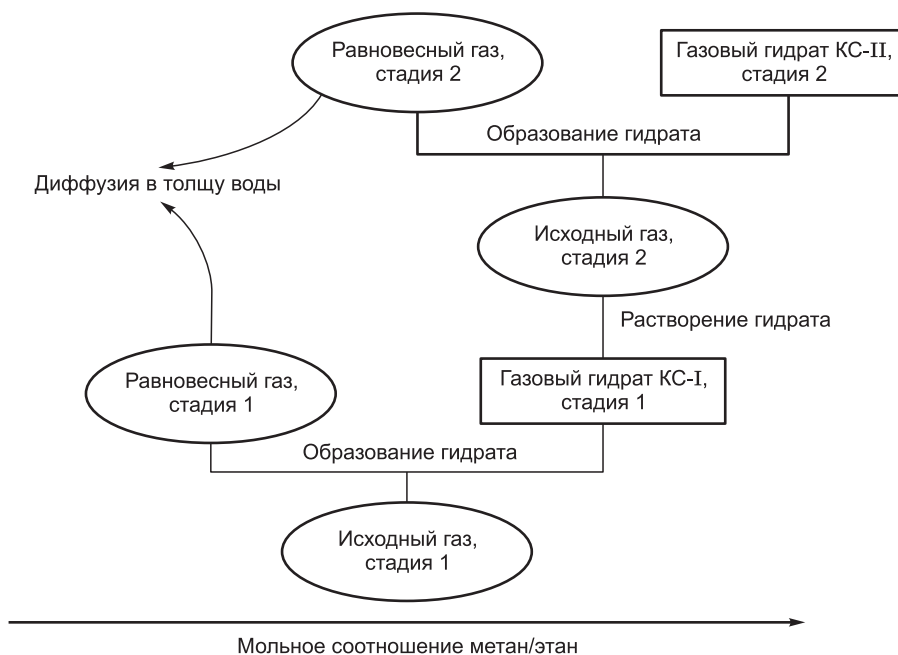 Равновесный газ,
стадия 2
Газовый гидрат КС-II,
стадия 2
Образование гидрата
Диффузия в толщу воды
Исходный газ,
стадия 2
Растворение гидрата
Равновесный газ,
стадия 1
Газовый гидрат КС-I,
стадия 1
Образование гидрата
Исходный газ,
стадия 1
Мольное соотношение метан/этан